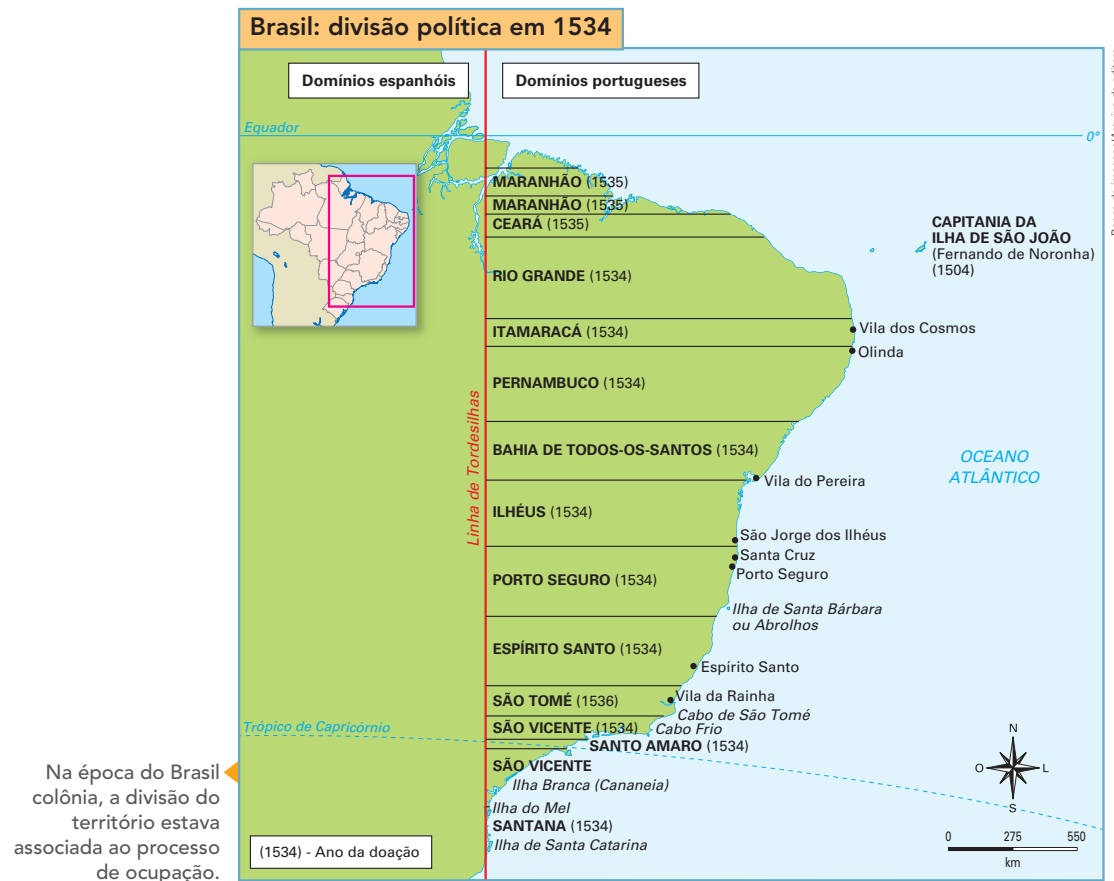 Brasil: divisão política em 1534
Domínios espanhóis
Domínios portugueses
Equador
0°
MARANHÃO (1535)
MARANHÃO (1535)
CEARÁ (1535)
CAPITANIA DA
ILHA DE SÃO JOÃO
(Fernando de Noronha)
(1504)
RIO GRANDE (1534)
ITAMARACÁ (1534)
Vila dos Cosmos
Olinda
PERNAMBUCO (1534)
Linha de Tordesilhas
BAHIA DE TODOS-OS-SANTOS (1534)
OCEANO
ATLÂNTICO
Vila do Pereira
ILHÉUS (1534)
São Jorge dos Ilhéus
Santa Cruz
Porto Seguro
PORTO SEGURO (1534)
Ilha de Santa Bárbara
ou Abrolhos
ESPÍRITO SANTO (1534)
Espírito Santo
SÃO TOMÉ (1536)
Vila da Rainha
Cabo de São Tomé
Trópico de Capricórnio
SÃO VICENTE (1534)
Cabo Frio
SANTO AMARO (1534)
SÃO VICENTE
Ilha Branca (Cananeia)
Ilha do Mel
SANTANA (1534)
Ilha de Santa Catarina
N
O
L
S
0 275 550
km
(1534) - Ano da doação
Na época do Brasil
colônia, a divisão do
território estava
associada ao processo
de ocupação.